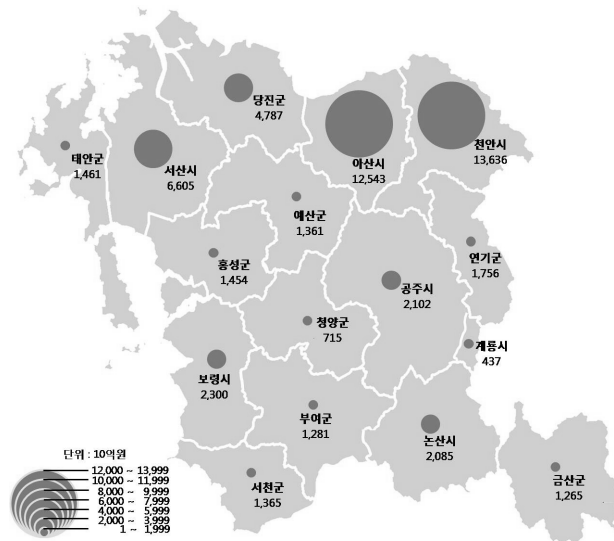 당진군
4,787
천안시
13,636
아산시
12,543
태안군
1,461
서산시
6,605
예산군
1,361
연기군
1,756
홍성군
1,454
공주시
2,102
청양군
715
계룡시
437
보령시
2,300
부여군
1,281
논산시
2,085
금산군
1,265
서천군
1,365
단위 : 10억원
12,000 ~ 13,999
10,000 ~ 11,999
8,000 ~ 9,999
6,000 ~ 7,999
4,000 ~ 5,999
2,000 ~ 3,999
1 ~ 1,999